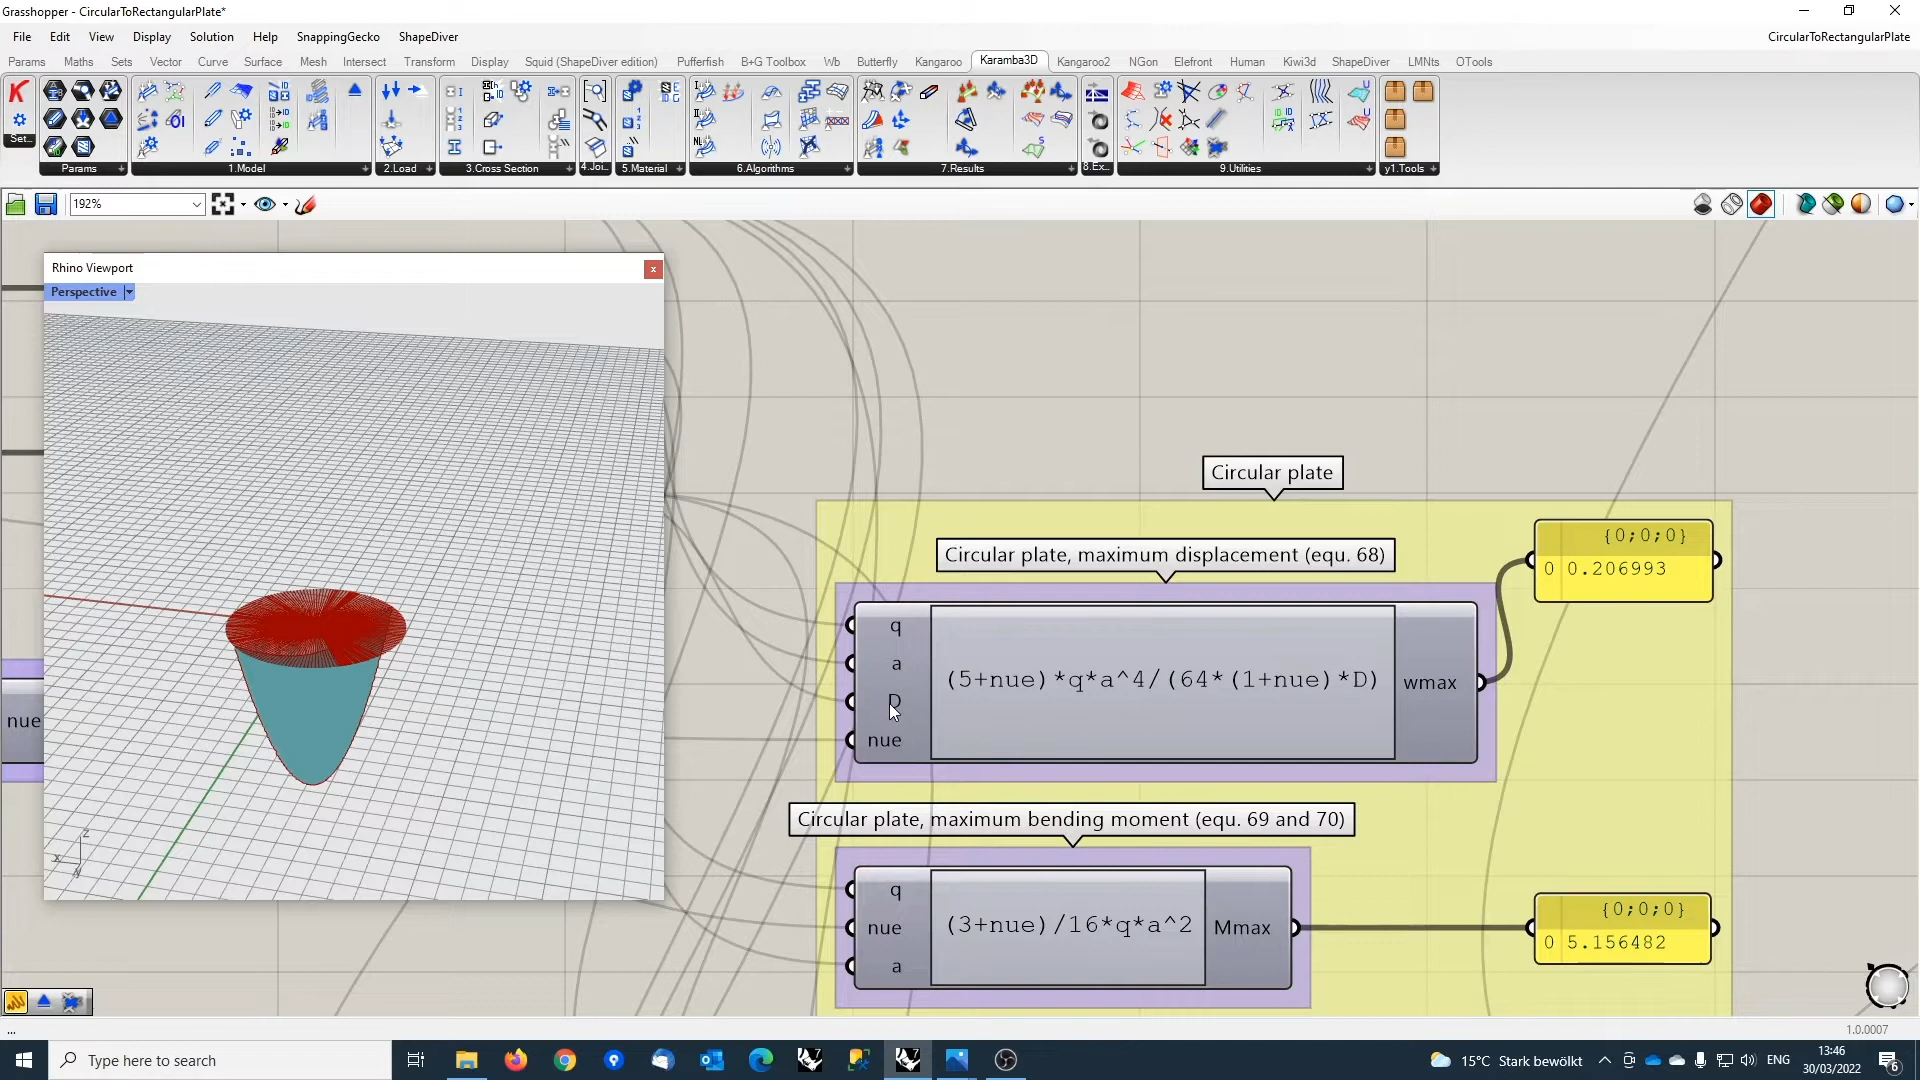 Grasshopper - CircularToRectangularPlate*
File Edit View Display Solution Help SnappingGecko ShapeDiver CircularToRectangularPlate
Params Maths Sets Vector Curve Surface Mesh Intersect Transform Display Squid (ShapeDiver edition) Pufferfish B+G Toolbox Wb Butterfly Kangaroo Karamba3D Kangaroo2 NGon Elefront Human Kiwi3d ShapeDiver LMNts OTools
Set..
Params 1.Model 2.Load 3.Cross Section 4.Joi.. 5.Material 6.Algorithms 7.Results 8.Ex.. 9.Utilities y1.Tools
192%
Rhino Viewport
Perspective
Circular plate
Circular plate, maximum displacement (equ. 68)
{0;0;0}
0 0.206993
q
a
D
nue
(5+nue)*q*a^4/(64*(1+nue)*D)
wmax
nue
Circular plate, maximum bending moment (equ. 69 and 70)
q
nue
a
(3+nue)/16*q*a^2
Mmax
{0;0;0}
0 5.156482
z
x
y
...
1.0.0007
Type here to search
15°C Stark bewölkt
ENG
13:46
30/03/2022
6